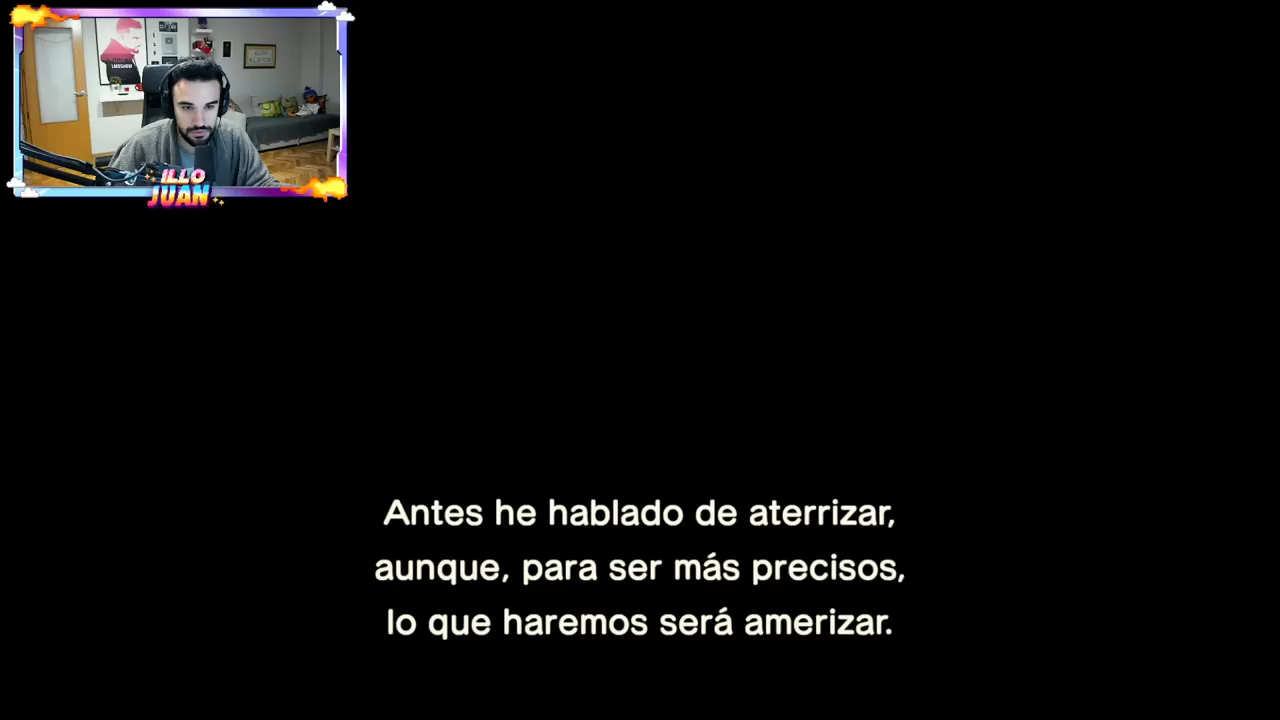 ILLO
JUAN
Antes he hablado de aterrizar,
aunque, para ser más precisos,
lo que haremos será amerizar.